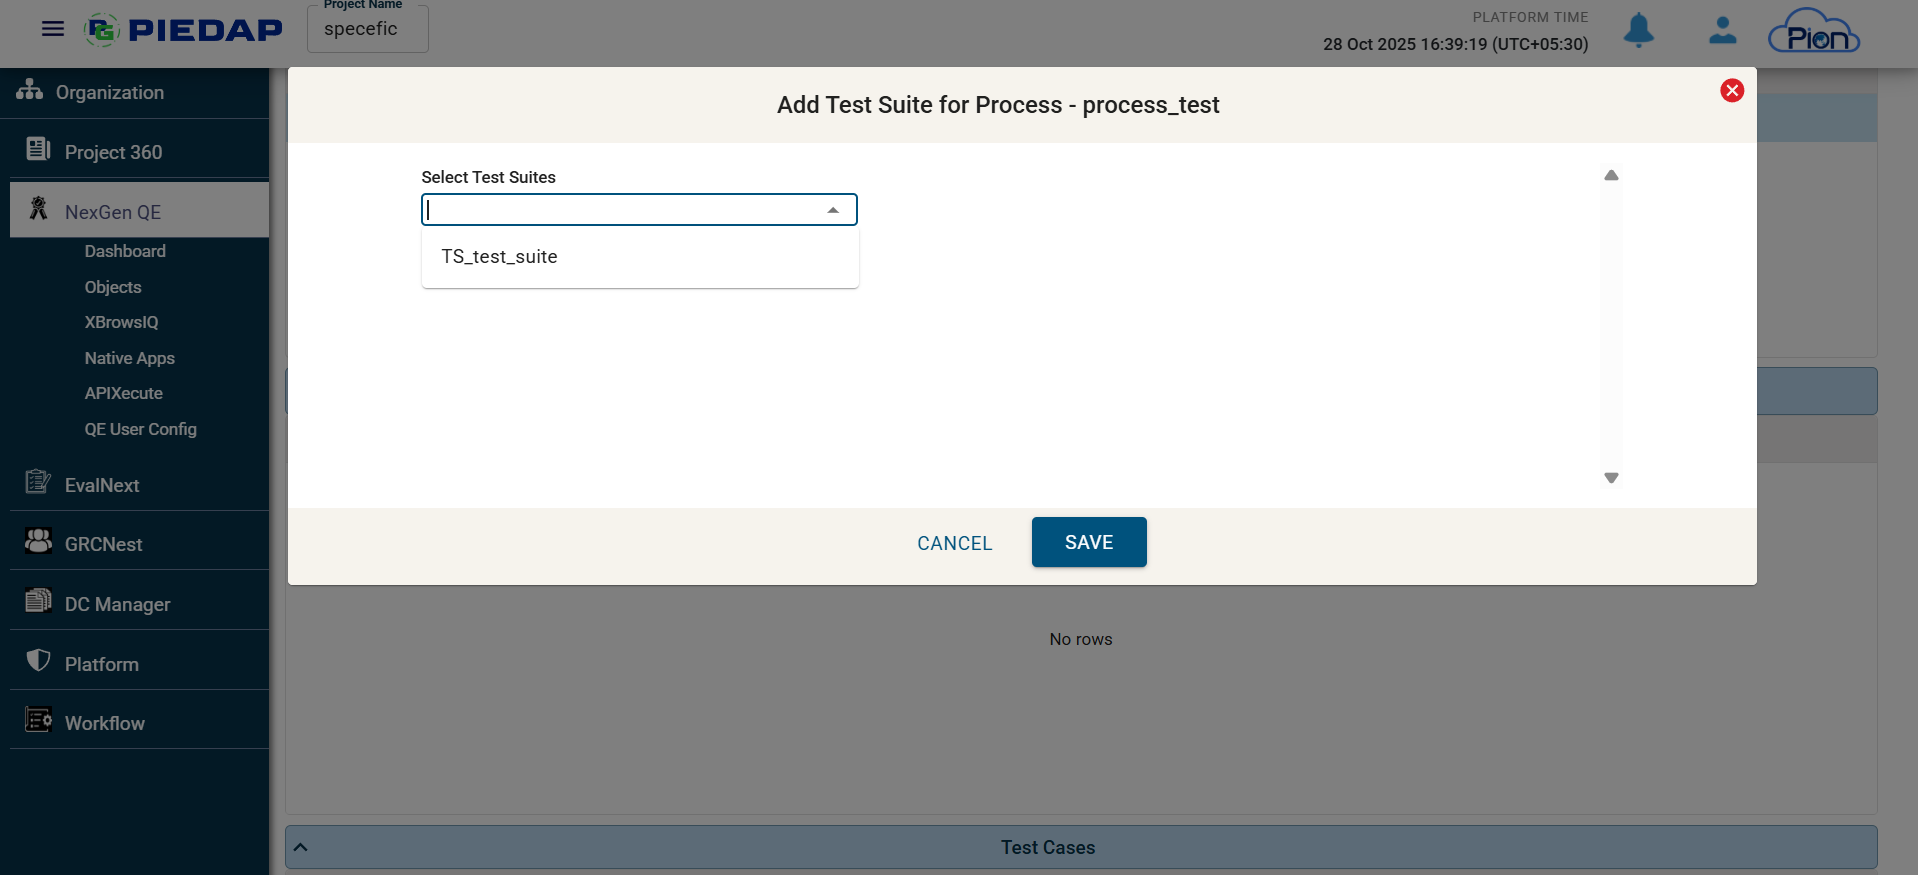 PIEDAP
Project Name
specefic
PLATFORM TIME
28 Oct 2025 16:39:19 (UTC+05:30)
Pion
Organization
Project 360
NexGen QE
Dashboard
Objects
XBrowsIQ
Native Apps
APIXecute
QE User Config
EvalNext
GRCNest
DC Manager
Platform
Workflow
Add Test Suite for Process - process_test
Select Test Suites
TS_test_suite
CANCEL
SAVE
No rows
Test Cases